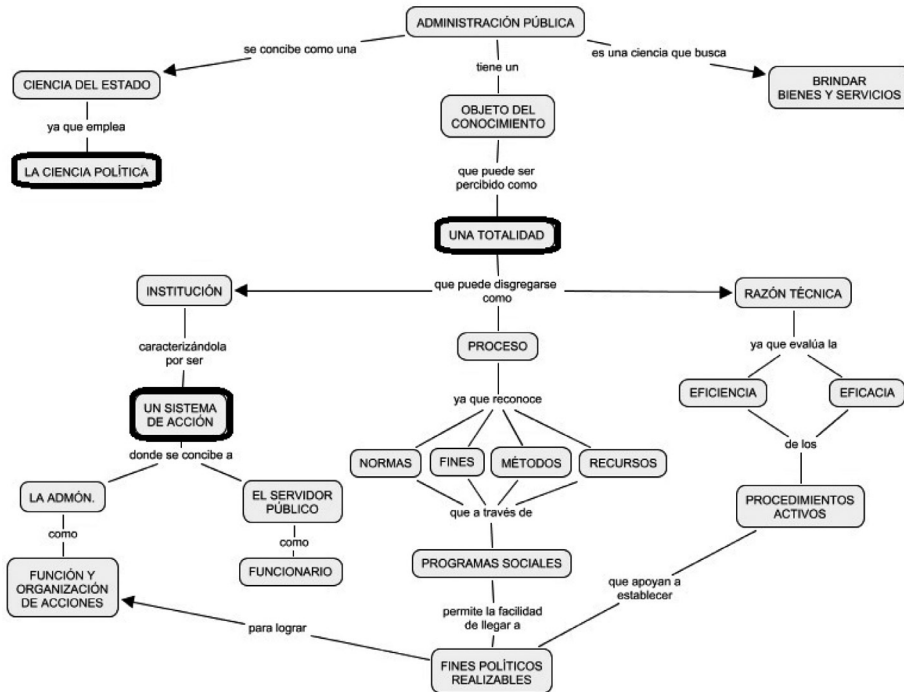 ADMINISTRACIÓN PÚBLICA
se concibe como una
es una ciencia que busca
tiene un
CIENCIA DEL ESTADO
BRINDAR
BIENES Y SERVICIOS
OBJETO DEL
CONOCIMIENTO
ya que emplea
LA CIENCIA POLÍTICA
que puede ser
percibido como
UNA TOTALIDAD
INSTITUCIÓN
que puede disgregarse
como
RAZÓN TÉCNICA
caracterizándola
por ser
PROCESO
ya que evalúa la
UN SISTEMA
DE ACCIÓN
ya que reconoce
EFICIENCIA
EFICACIA
donde se concibe a
NORMAS
FINES
MÉTODOS
RECURSOS
de los
LA ADMÓN.
EL SERVIDOR
PÚBLICO
que a través de
PROCEDIMIENTOS
ACTIVOS
como
como
FUNCIÓN Y
ORGANIZACIÓN
DE ACCIONES
FUNCIONARIO
PROGRAMAS SOCIALES
que apoyan a
establecer
permite la facilidad
de llegar a
para lograr
FINES POLÍTICOS
REALIZABLES